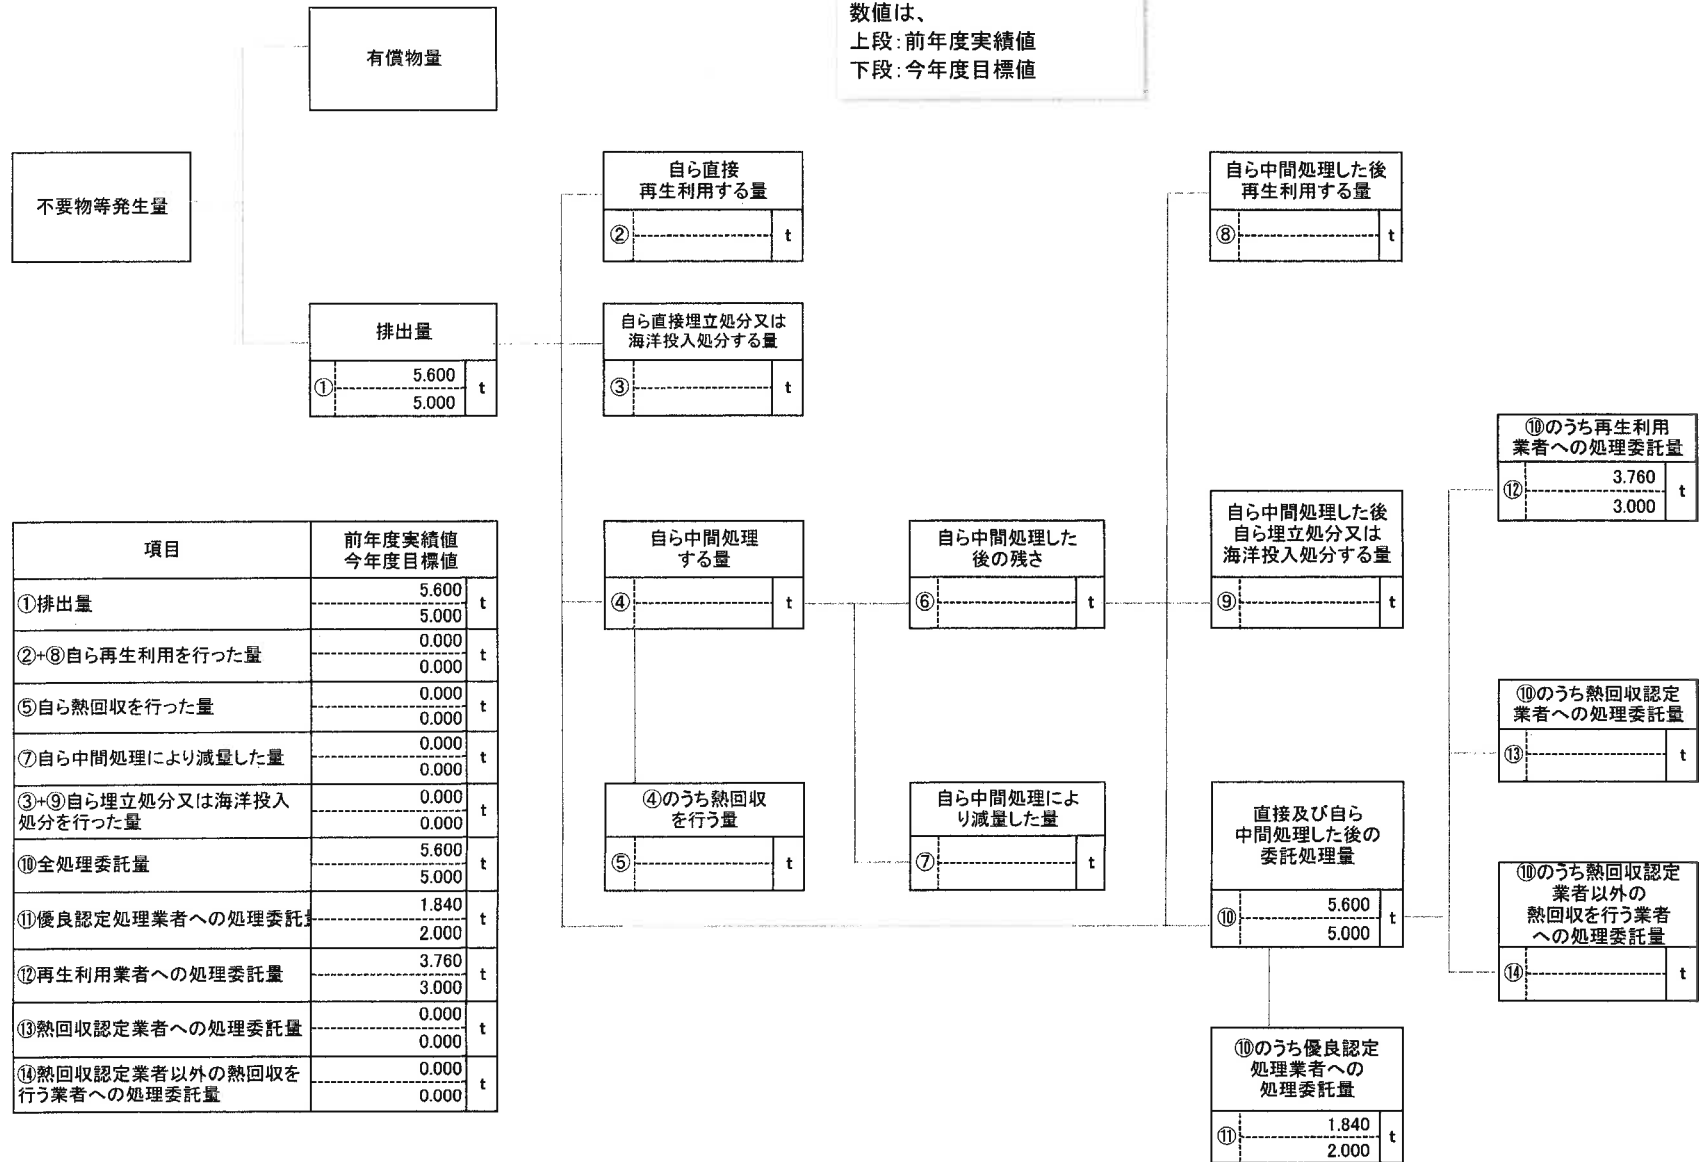 数値は、
上段:前年度実績値
下段:今年度目標値
有償物量
不要物等発生量
排出量
① 5.600 t
5.000
自ら直接
再生利用する量
② t
自ら直接埋立処分又は
海洋投入処分する量
③ t
自ら中間処理
する量
④ t
④のうち熱回収
を行う量
⑤ t
自ら中間処理した
後の残さ
⑥ t
自ら中間処理によ
り減量した量
⑦ t
自ら中間処理した後
再生利用する量
⑧ t
自ら中間処理した後
自ら埋立処分又は
海洋投入処分する量
⑨ t
直接及び自ら
中間処理した後の
委託処理量
⑩ 5.600 t
5.000
⑩のうち優良認定
処理業者への
処理委託量
⑪ 1.840 t
2.000
⑩のうち再生利用
業者への処理委託量
⑫ 3.760 t
3.000
⑩のうち熱回収認定
業者への処理委託量
⑬ t
⑩のうち熱回収認定
業者以外の
熱回収を行う業者
への処理委託量
⑭ t
項目 前年度実績値
今年度目標値
①排出量 5.600 t
5.000
②+⑧自ら再生利用を行った量 0.000 t
0.000
⑤自ら熱回収を行った量 0.000 t
0.000
⑦自ら中間処理により減量した量 0.000 t
0.000
③+⑨自ら埋立処分又は海洋投入
処分を行った量 0.000 t
0.000
⑩全処理委託量 5.600 t
5.000
⑪優良認定処理業者への処理委託 1.840 t
2.000
⑫再生利用業者への処理委託量 3.760 t
3.000
⑬熱回収認定業者への処理委託量 0.000 t
0.000
⑭熱回収認定業者以外の熱回収を
行う業者への処理委託量 0.000 t
0.000